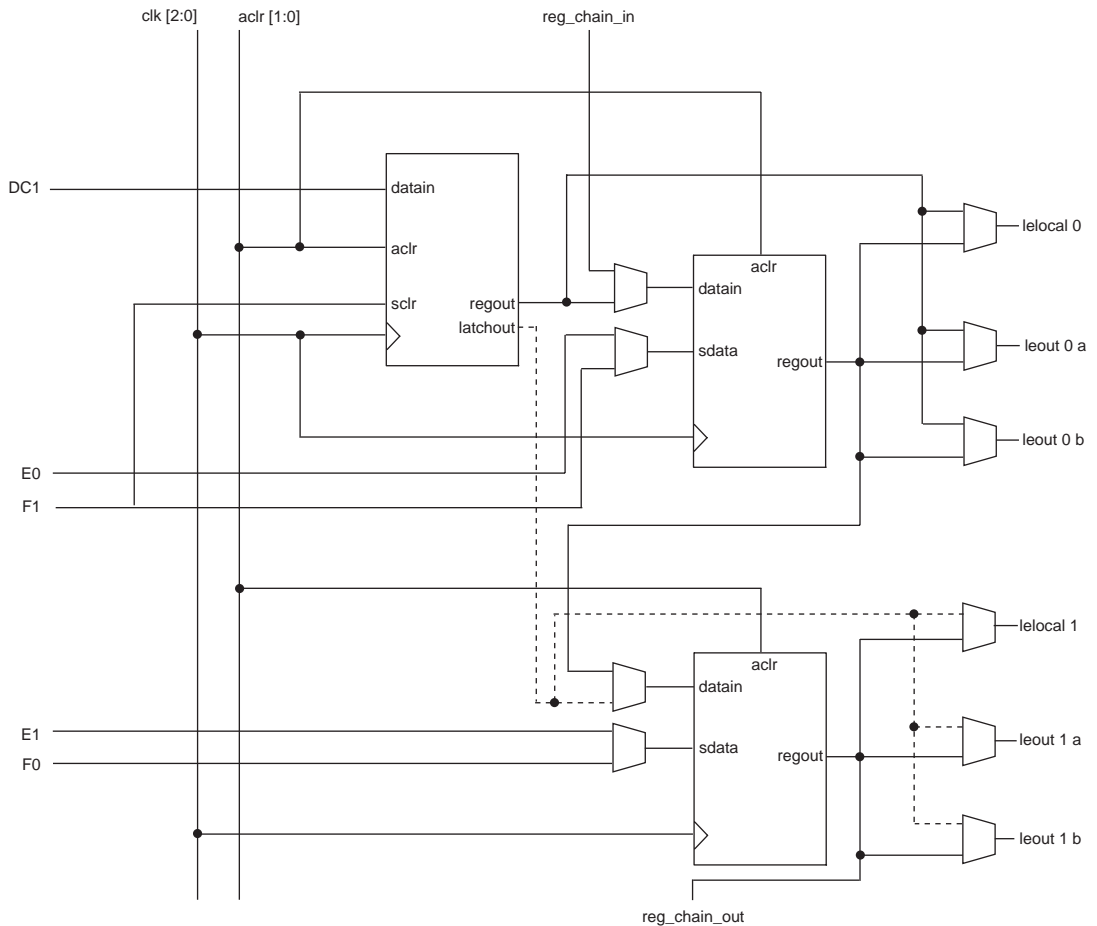 clk [2:0]
aclr [1:0]
reg_chain_in
DC1
datain
aclr
sclr
regout
latchout
aclr
datain
sdata
regout
lelocal 0
leout 0 a
leout 0 b
E0
F1
aclr
datain
sdata
regout
lelocal 1
leout 1 a
leout 1 b
E1
F0
reg_chain_out